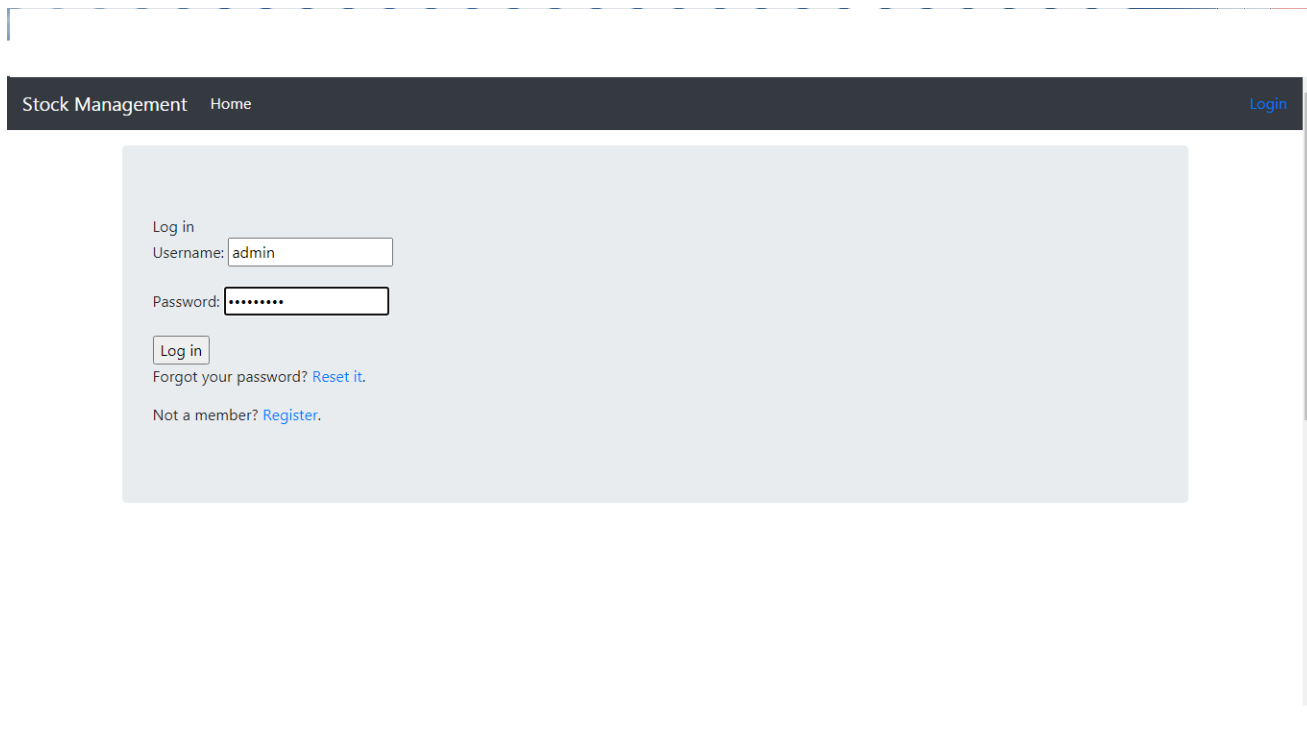 Stock Management Home Login
Log in
Username: admin
Password: •••••••••
Log in
Forgot your password? Reset it.
Not a member? Register.